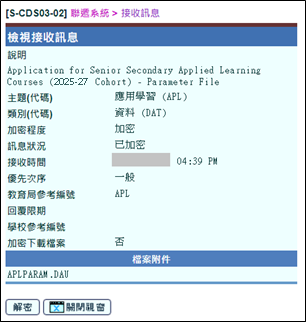 [S-CDS03-02] 聯遞系統 > 接收訊息
檢視接收訊息
說明
Application for Senior Secondary Applied Learning
Courses (2025-27 Cohort) - Parameter File
主題(代碼) 應用學習 (APL)
類別(代碼) 資料 (DAT)
加密程度 加密
訊息狀況 已加密
接收時間 04:39 PM
優先次序 一般
教育局參考編號 APL
回覆限期
學校參考編號
加密下載檔案 否
檔案附件
APLPARAM.DAU
解密 關閉視窗